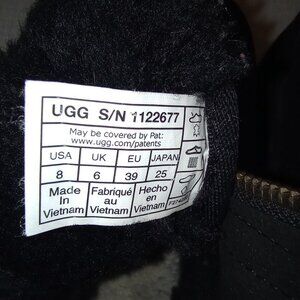 UGG S/N 1122677
May be covered by Pat:
www.ugg.com/patents
USA UK EU JAPAN
8 6 39 25
Made In Vietnam
Fabriqué au Vietnam
Hecho en Vietnam